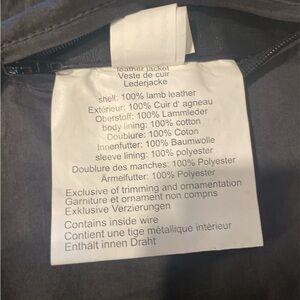 leather jacket
Veste de cuir
Lederjacke
shell: 100% lamb leather
Extérieur: 100% Cuir d' agneau
Oberstoff: 100% Lammleder
body lining: 100% cotton
Doublure: 100% Coton
Innenfutter: 100% Baumwolle
sleeve lining: 100% polyester
Doublure des manches: 100% Polyester
Ärmelfutter: 100% polyester
Exclusive of trimming and ornamentation
Garniture et ornament non compris
Exklusive Verzierungen
Contains inside wire
Contient une tige métallique intérieur
Enthält innen Draht